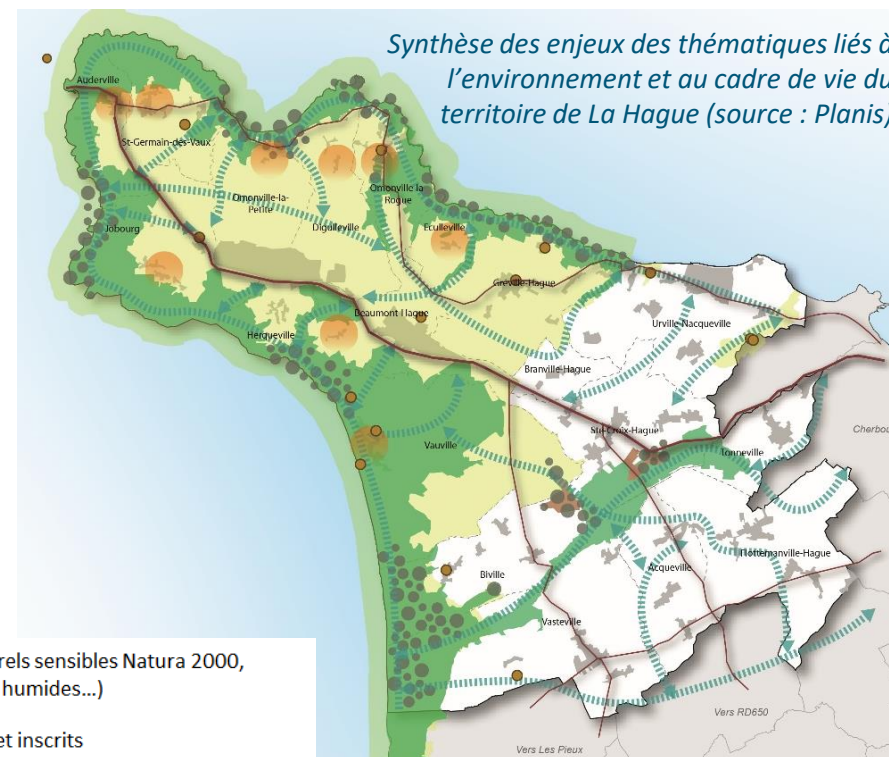 Synthèse des enjeux des thématiques liés à
l'environnement et au cadre de vie du
territoire de La Hague (source : Planis)
Auderville
St-Germain-des-Vaux
Omonville-la-
Petite
Omonville la
Rogue
Jobourg
Digulleville
Eculleville
Gréville-Hague
Beaumont-Hague
Herqueville
Urville-Nacqueville
Branville-Hague
Ste-Croix-Hague
Vauville
Tonneville
Cherbou
Flottemanville-Hague
Acqueville
Biville
Vasteville
Vers RD650
Vers Les Pieux
rels sensibles Natura 2000,
humides...)
et inscrits